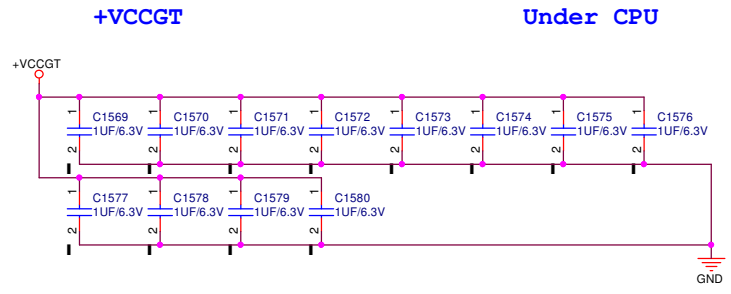 +VCCGT Under CPU
+VCCGT
1 1 1 1 1 1 1 1
C1569 C1570 C1571 C1572 C1573 C1574 C1575 C1576
1UF/6.3V 1UF/6.3V 1UF/6.3V 1UF/6.3V 1UF/6.3V 1UF/6.3V 1UF/6.3V 1UF/6.3V
2 2 2 2 2 2 2 2
1 1 1 1
C1577 C1578 C1579 C1580
1UF/6.3V 1UF/6.3V 1UF/6.3V 1UF/6.3V
2 2 2 2
GND